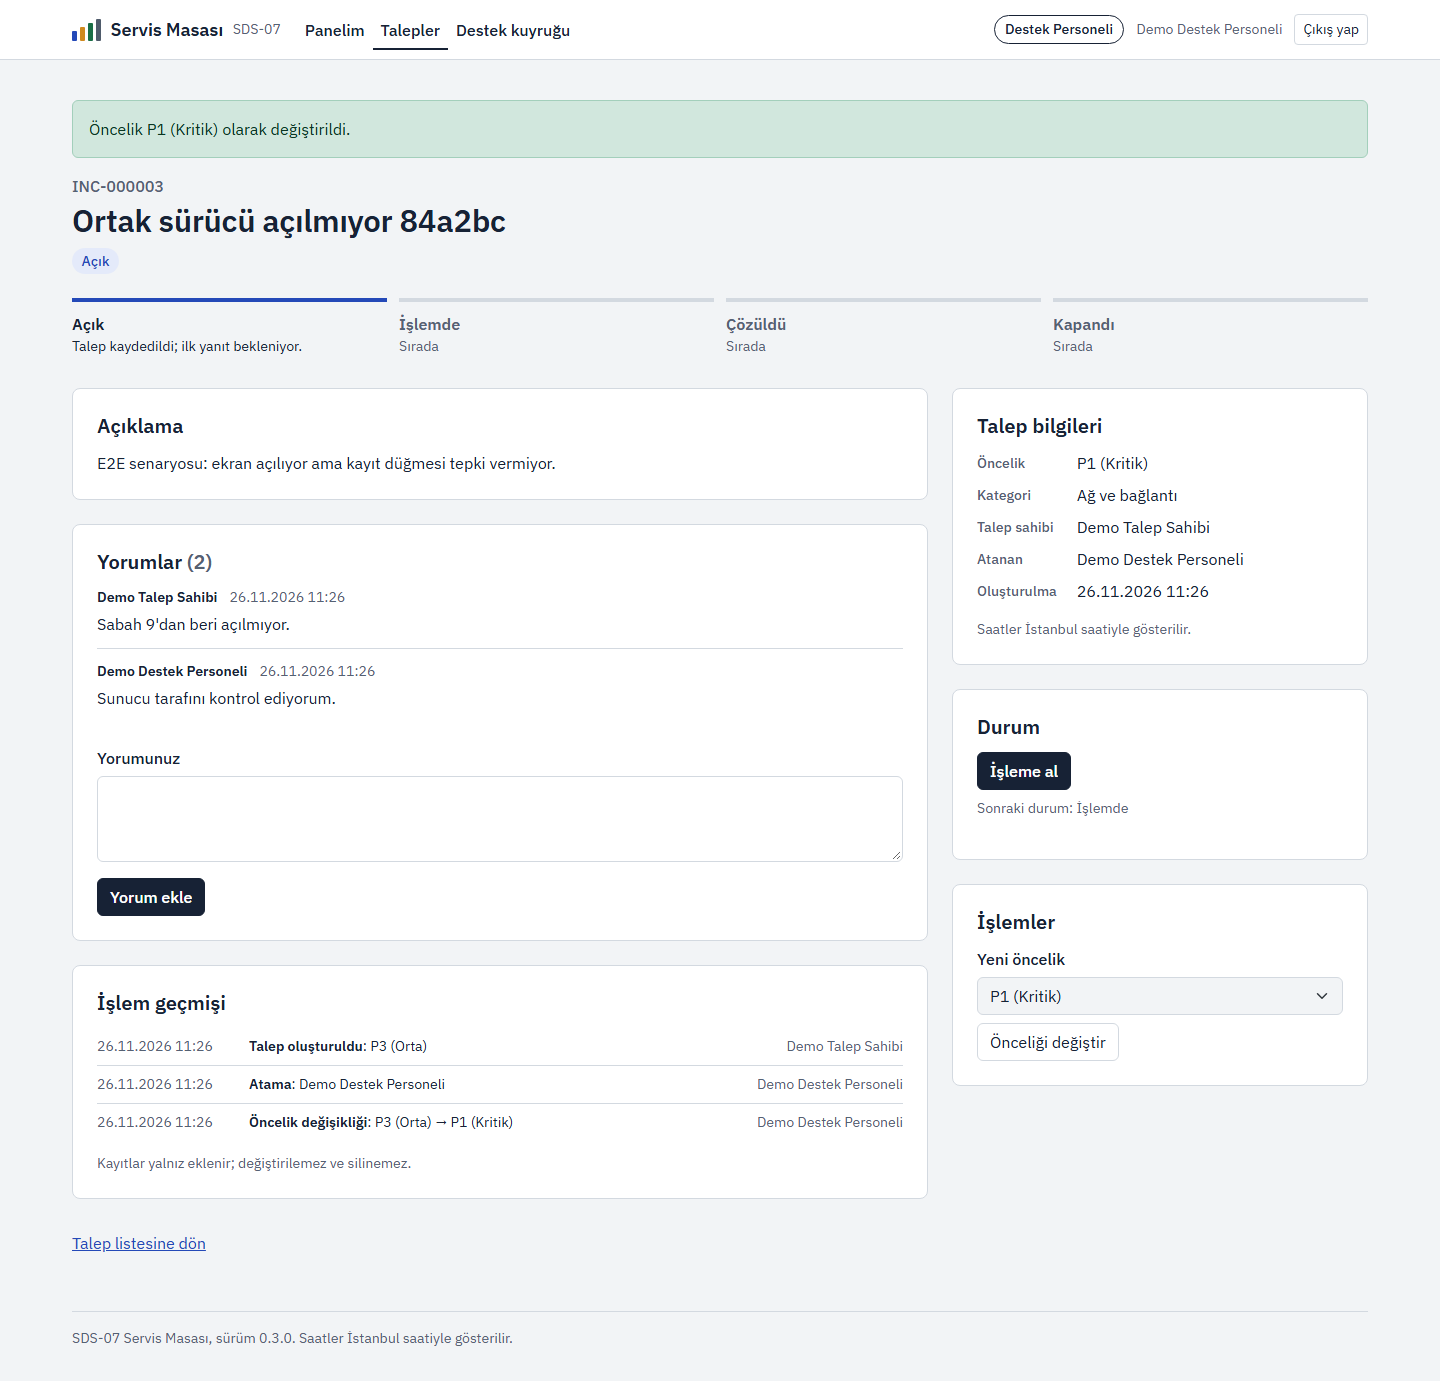 Servis Masası SDS-07 Panelim Talepler Destek kuyruğu Destek Personeli Demo Destek Personeli Çıkış yap
Öncelik P1 (Kritik) olarak değiştirildi.
INC-000003
Ortak sürücü açılmıyor 84a2bc
Açık
Açık
Talep kaydedildi; ilk yanıt bekleniyor.
İşlemde
Sırada
Çözüldü
Sırada
Kapandı
Sırada
Açıklama
E2E senaryosu: ekran açılıyor ama kayıt düğmesi tepki vermiyor.
Yorumlar (2)
Demo Talep Sahibi 26.11.2026 11:26
Sabah 9'dan beri açılmıyor.
Demo Destek Personeli 26.11.2026 11:26
Sunucu tarafını kontrol ediyorum.
Yorumunuz
Yorum ekle
İşlem geçmişi
26.11.2026 11:26 Talep oluşturuldu: P3 (Orta) Demo Talep Sahibi
26.11.2026 11:26 Atama: Demo Destek Personeli Demo Destek Personeli
26.11.2026 11:26 Öncelik değişikliği: P3 (Orta) → P1 (Kritik) Demo Destek Personeli
Kayıtlar yalnız eklenir; değiştirilemez ve silinemez.
Talep bilgileri
Öncelik P1 (Kritik)
Kategori Ağ ve bağlantı
Talep sahibi Demo Talep Sahibi
Atanan Demo Destek Personeli
Oluşturulma 26.11.2026 11:26
Saatler İstanbul saatiyle gösterilir.
Durum
İşleme al
Sonraki durum: İşlemde
İşlemler
Yeni öncelik
P1 (Kritik)
Önceliği değiştir
Talep listesine dön
SDS-07 Servis Masası, sürüm 0.3.0. Saatler İstanbul saatiyle gösterilir.